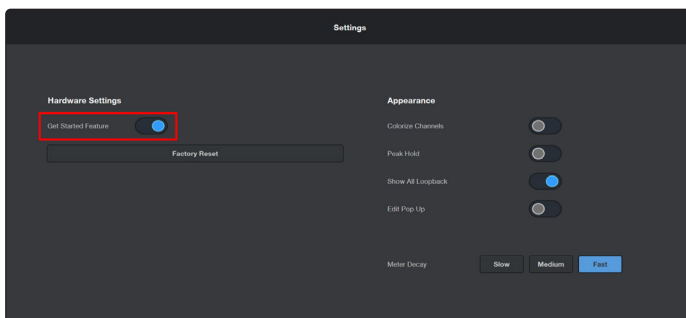 Settings
Hardware Settings
Get Started Feature
Factory Reset
Appearance
Colorize Channels
Peak Hold
Show All Loopback
Edit Pop Up
Meter Decay
Slow Medium Fast